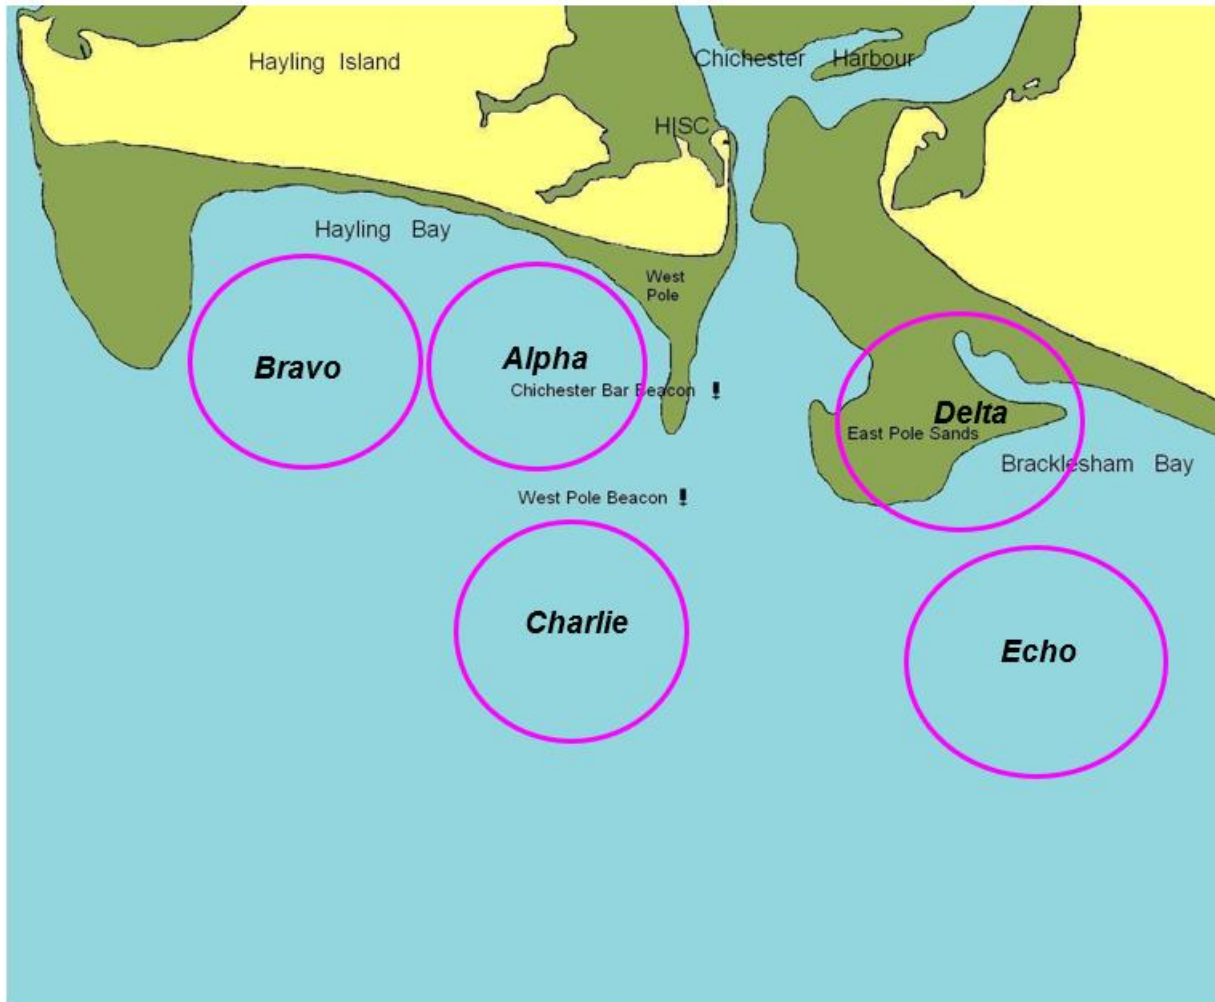 Hayling Island
Chichester Harbour
HISC
Hayling Bay
West
Pole
Bravo
Alpha
Chichester Bar Beacon
Delta
East Pole Sands
Bracklesham Bay
West Pole Beacon
Charlie
Echo